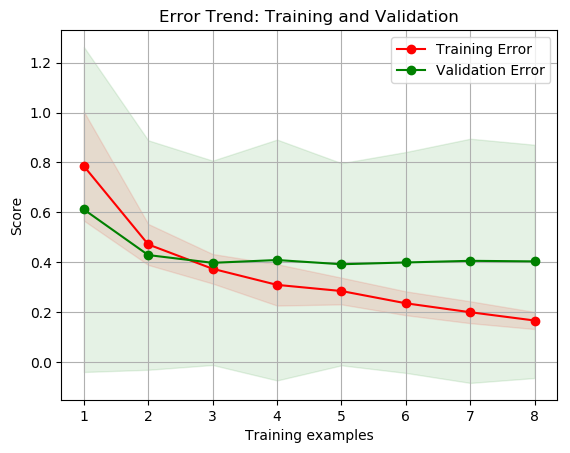 Error Trend: Training and Validation
Training Error
Validation Error
Score
1.2
1.0
0.8
0.6
0.4
0.2
0.0
1 2 3 4 5 6 7 8
Training examples